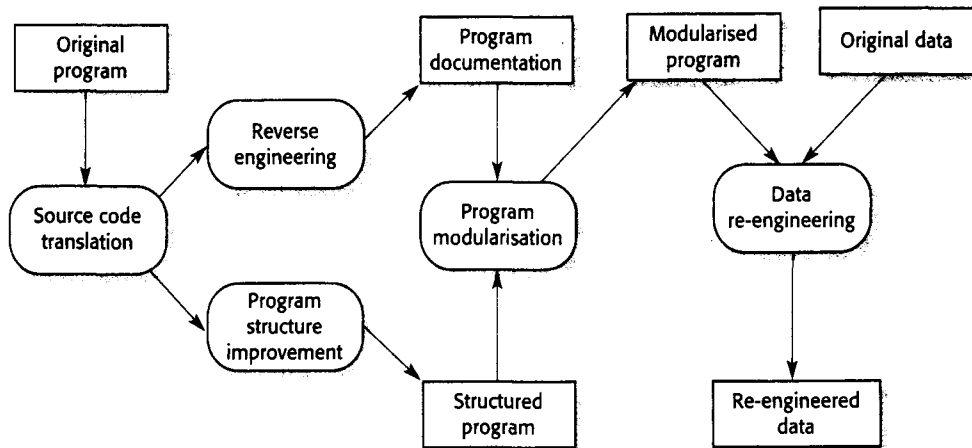 Original
program
Program
documentation
Modularised
program
Original data
Reverse
engineering
Source code
translation
Program
modularisation
Data
re-engineering
Program
structure
improvement
Structured
program
Re-engineered
data